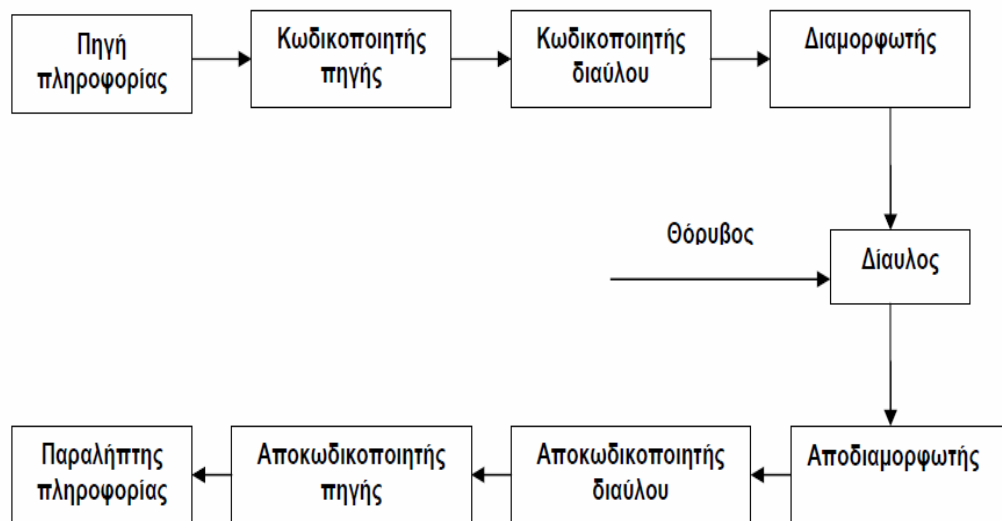 Πηγή
πληροφορίας
Κωδικοποιητής
πηγής
Κωδικοποιητής
διαύλου
Διαμορφωτής
Θόρυβος
Δίαυλος
Παραλήπτης
πληροφορίας
Αποκωδικοποιητής
πηγής
Αποκωδικοποιητής
διαύλου
Αποδιαμορφωτής